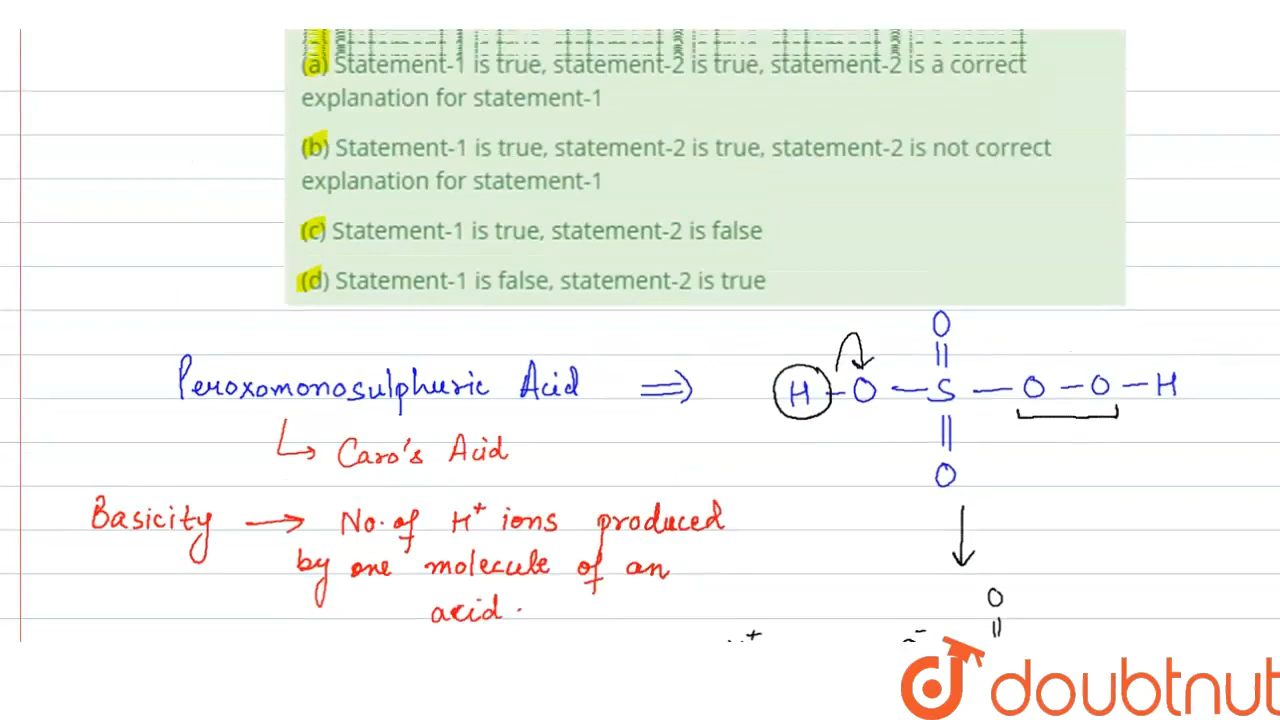 (a) Statement-1 is true, statement-2 is true, statement-2 is a correct
explanation for statement-1
(b) Statement-1 is true, statement-2 is true, statement-2 is not correct
explanation for statement-1
(c) Statement-1 is true, statement-2 is false
(d) Statement-1 is false, statement-2 is true
O
||
Peroxomonosulphuric Acid ⇒ H-O-S-O-O-H
||
↳ Caro's Acid
O
Basicity → No. of H⁺ ions produced
by one molecule of an
acid.
O
||
doubtnut